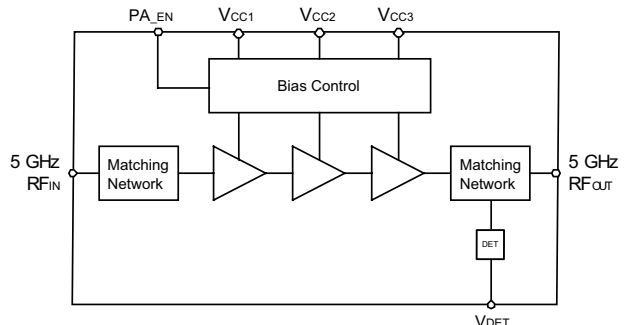 PA_EN VCC1 VCC2 VCC3
Bias Control
5 GHz
RFIN
Matching
Network
Matching
Network
5 GHz
RFOUT
DET
VDET